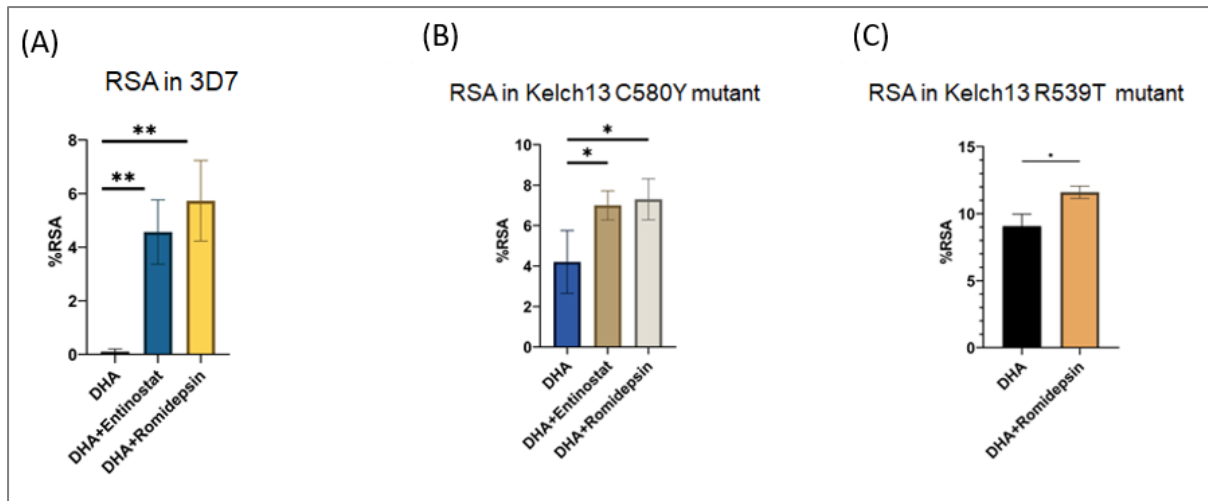 (A)
RSA in 3D7
**
**
8
6
4
2
0
%RSA
DHA
DHA+Entinostat
DHA+Romidepsin
(B)
RSA in Kelch13 C580Y mutant
*
*
10
8
6
4
2
0
%RSA
DHA
DHA+Entinostat
DHA+Romidepsin
(C)
RSA in Kelch13 R539T mutant
*
15
10
5
0
%RSA
DHA
DHA+Romidepsin